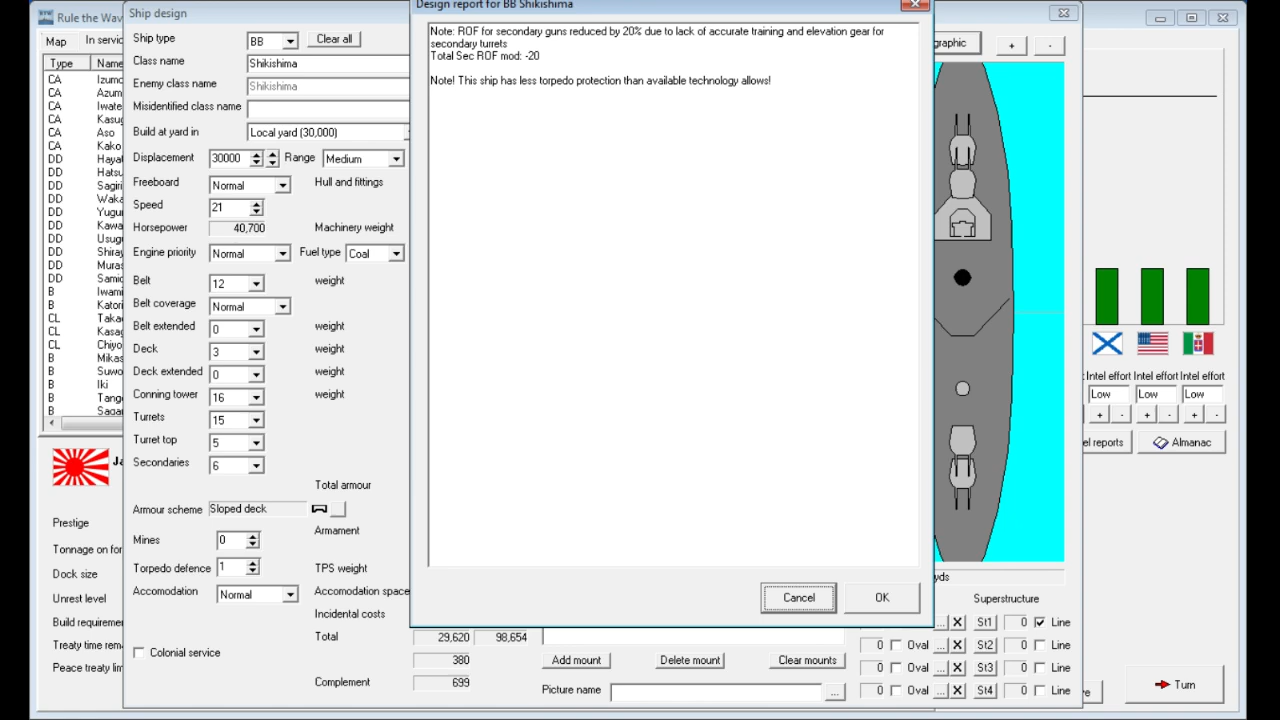 Rule the Wav
Map
In servic
Type
Name
CA
Izumo
CA
Azum
CA
Iwate
CA
Kasug
CA
Aso
CA
Kako
DD
Hayat
DD
Hatsu
DD
Sagiri
DD
Waka
DD
Yugur
DD
Kawa
DD
Usug
DD
Shiray
DD
Muras
DD
Samic
B
Iwami
B
Katori
CL
Taka
CL
Kasag
CL
Chiyo
B
Mikas
B
Suwo
B
Iki
B
Tang
B
Sagar
Ja
Prestige
Tonnage on for
Dock size
Unrest level
Build requireme
Treaty time rema
Peace treaty lim
Ship design
Ship type
BB
Clear all
Class name
Shikishima
Enemy class name
Shikishima
Misidentified class name
Build at yard in
Local yard (30,000)
Displacement
30000
Range
Medium
Freeboard
Normal
Hull and fittings
Speed
21
Horsepower
40,700
Machinery weight
Engine priority
Normal
Fuel type
Coal
Belt
12
weight
Belt coverage
Normal
Belt extended
0
weight
Deck
3
weight
Deck extended
0
weight
Conning tower
16
weight
Turrets
15
Turret top
5
Secondaries
6
Total armour
Armour scheme
Sloped deck
Armament
Mines
0
Torpedo defence
1
TPS weight
Accomodation
Normal
Accomodation space
Incidental costs
Total
29,620
98,654
Colonial service
380
Complement
699
Design report for BB Shikishima
Note: ROF for secondary guns reduced by 20% due to lack of accurate training and elevation gear for
secondary turrets
Total Sec ROF mod: -20
Note! This ship has less torpedo protection than available technology allows!
Cancel
OK
Add mount
Delete mount
Clear mounts
Picture name
...
graphic
+
-
yds
Superstructure
... X St1 0 Line
0 Oval ... X St2 0 Line
0 Oval ... X St3 0 Line
0 Oval ... X St4 0 Line
Intel effort
Intel effort
Intel effort
Low
Low
Low
+ - + - + -
el reports
Almanac
Turn